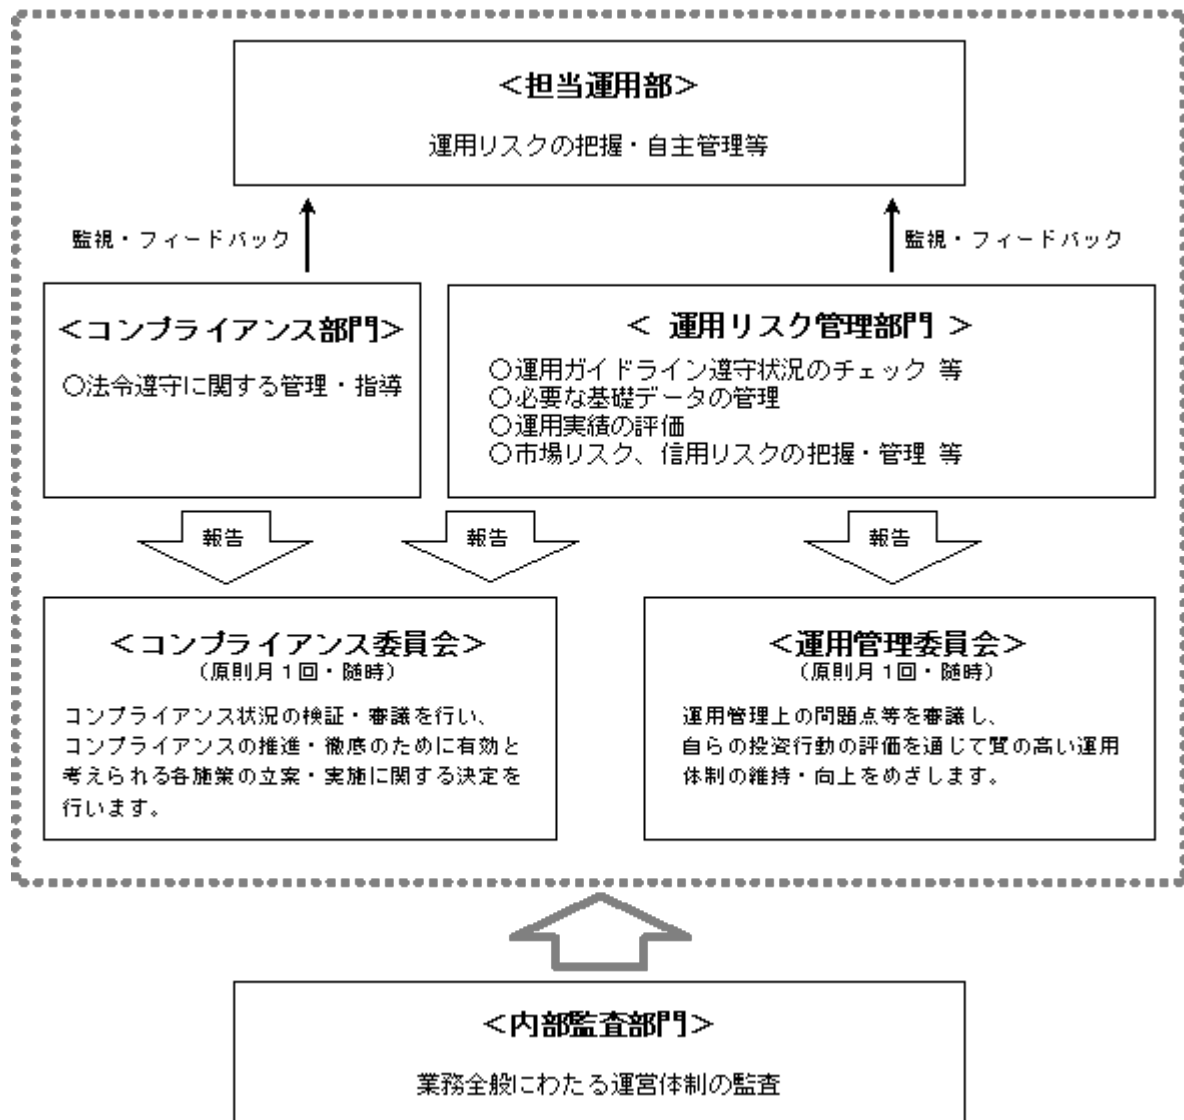 ＜担当運用部＞
運用リスクの把握・自主管理等
監視・フィードバック
監視・フィードバック
＜コンプライアンス部門＞
○法令遵守に関する管理・指導
＜ 運用リスク管理部門 ＞
○運用ガイドライン遵守状況のチェック 等
○必要な基礎データの管理
○運用実績の評価
○市場リスク、信用リスクの把握・管理 等
報告
報告
報告
＜コンプライアンス委員会＞
（原則月１回・随時）
コンプライアンス状況の検証・審議を行い、
コンプライアンスの推進・徹底のために有効と
考えられる各施策の立案・実施に関する決定を
行います。
＜運用管理委員会＞
（原則月１回・随時）
運用管理上の問題点等を審議し、
自らの投資行動の評価を通じて質の高い運用
体制の維持・向上をめざします。
＜内部監査部門＞
業務全般にわたる運営体制の監査